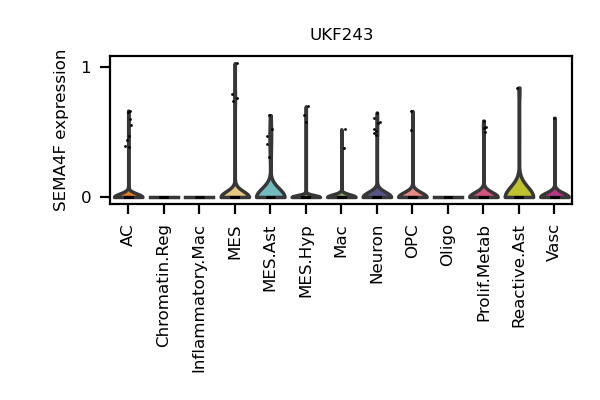 UKF243
SEMA4F expression
1
0
AC
Chromatin.Reg
Inflammatory.Mac
MES
MES.Ast
MES.Hyp
Mac
Neuron
OPC
Oligo
Prolif.Metab
Reactive.Ast
Vasc